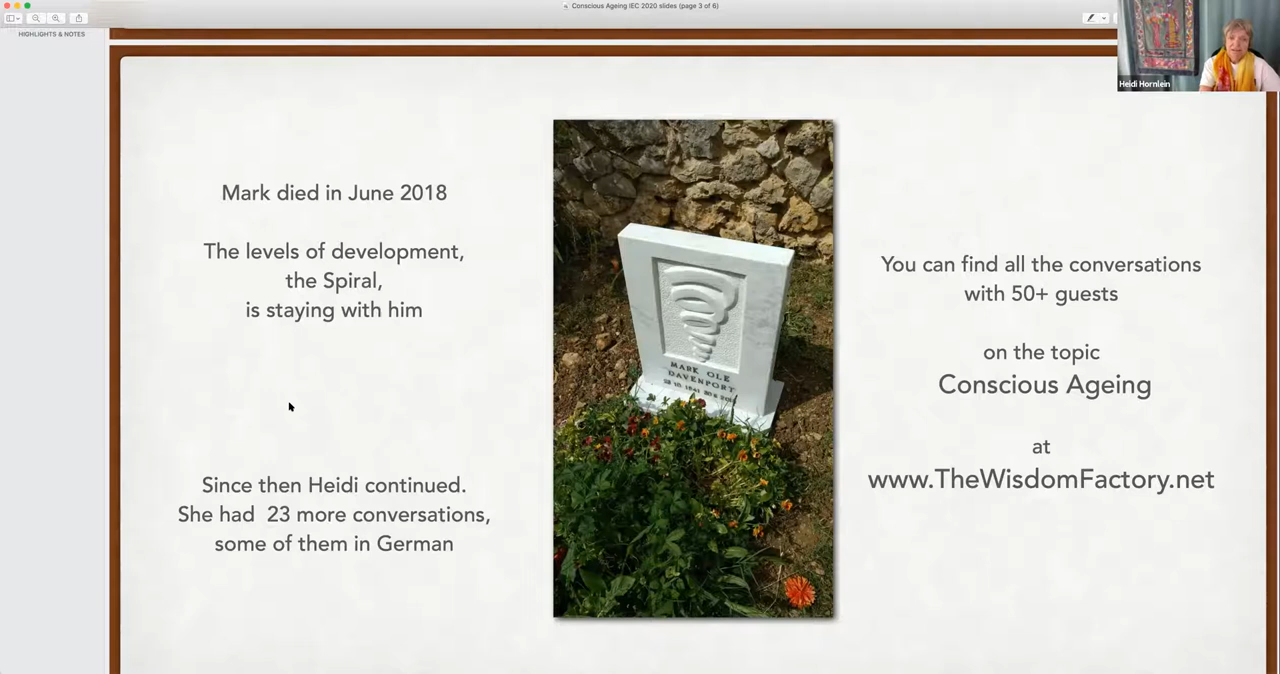 Conscious Ageing IEC 2020 slides (page 3 of 6)
HIGHLIGHTS & NOTES
Heidi Hornlein
Mark died in June 2018
The levels of development,
the Spiral,
is staying with him
Since then Heidi continued.
She had 23 more conversations,
some of them in German
MARK OLE
DAVENPORT
You can find all the conversations
with 50+ guests
on the topic
Conscious Ageing
at
www.TheWisdomFactory.net